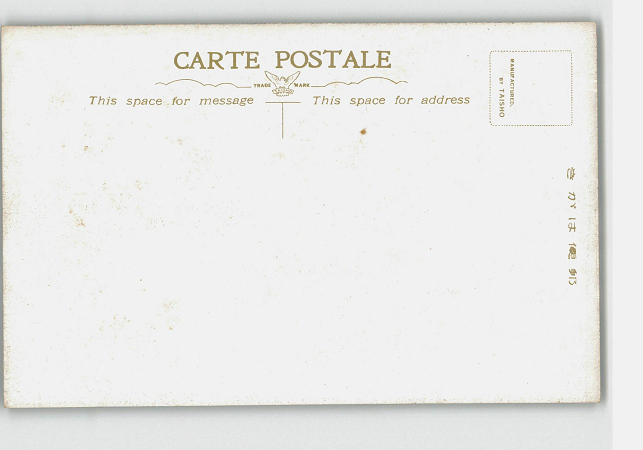 CARTE POSTALE
TRADE MARK
This space for message
This space for address
MANUFACTURED.
BY TAISHO
きがは便郵